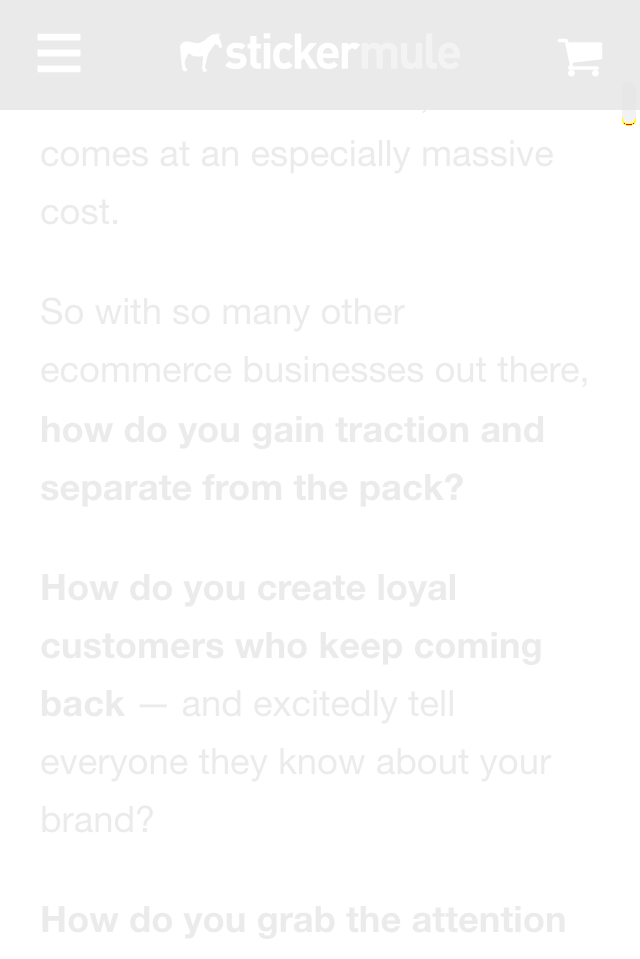 stickermule
comes at an especially massive
cost.
So with so many other
ecommerce businesses out there,
how do you gain traction and
separate from the pack?
How do you create loyal
customers who keep coming
back — and excitedly tell
everyone they know about your
brand?
How do you grab the attention